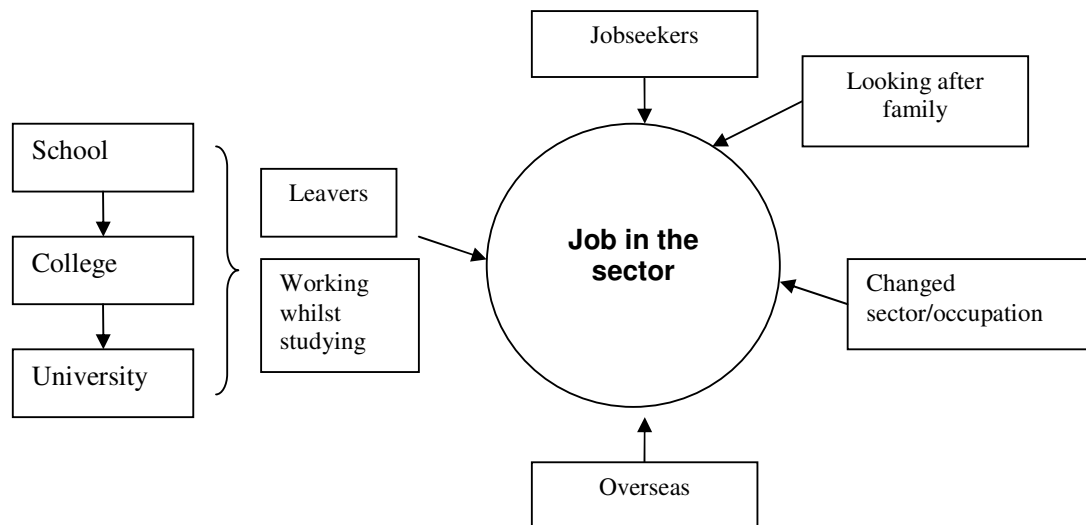 Jobseekers
Looking after
family
School
Leavers
College
Job in the
sector
Working
whilst
studying
Changed
sector/occupation
University
Overseas